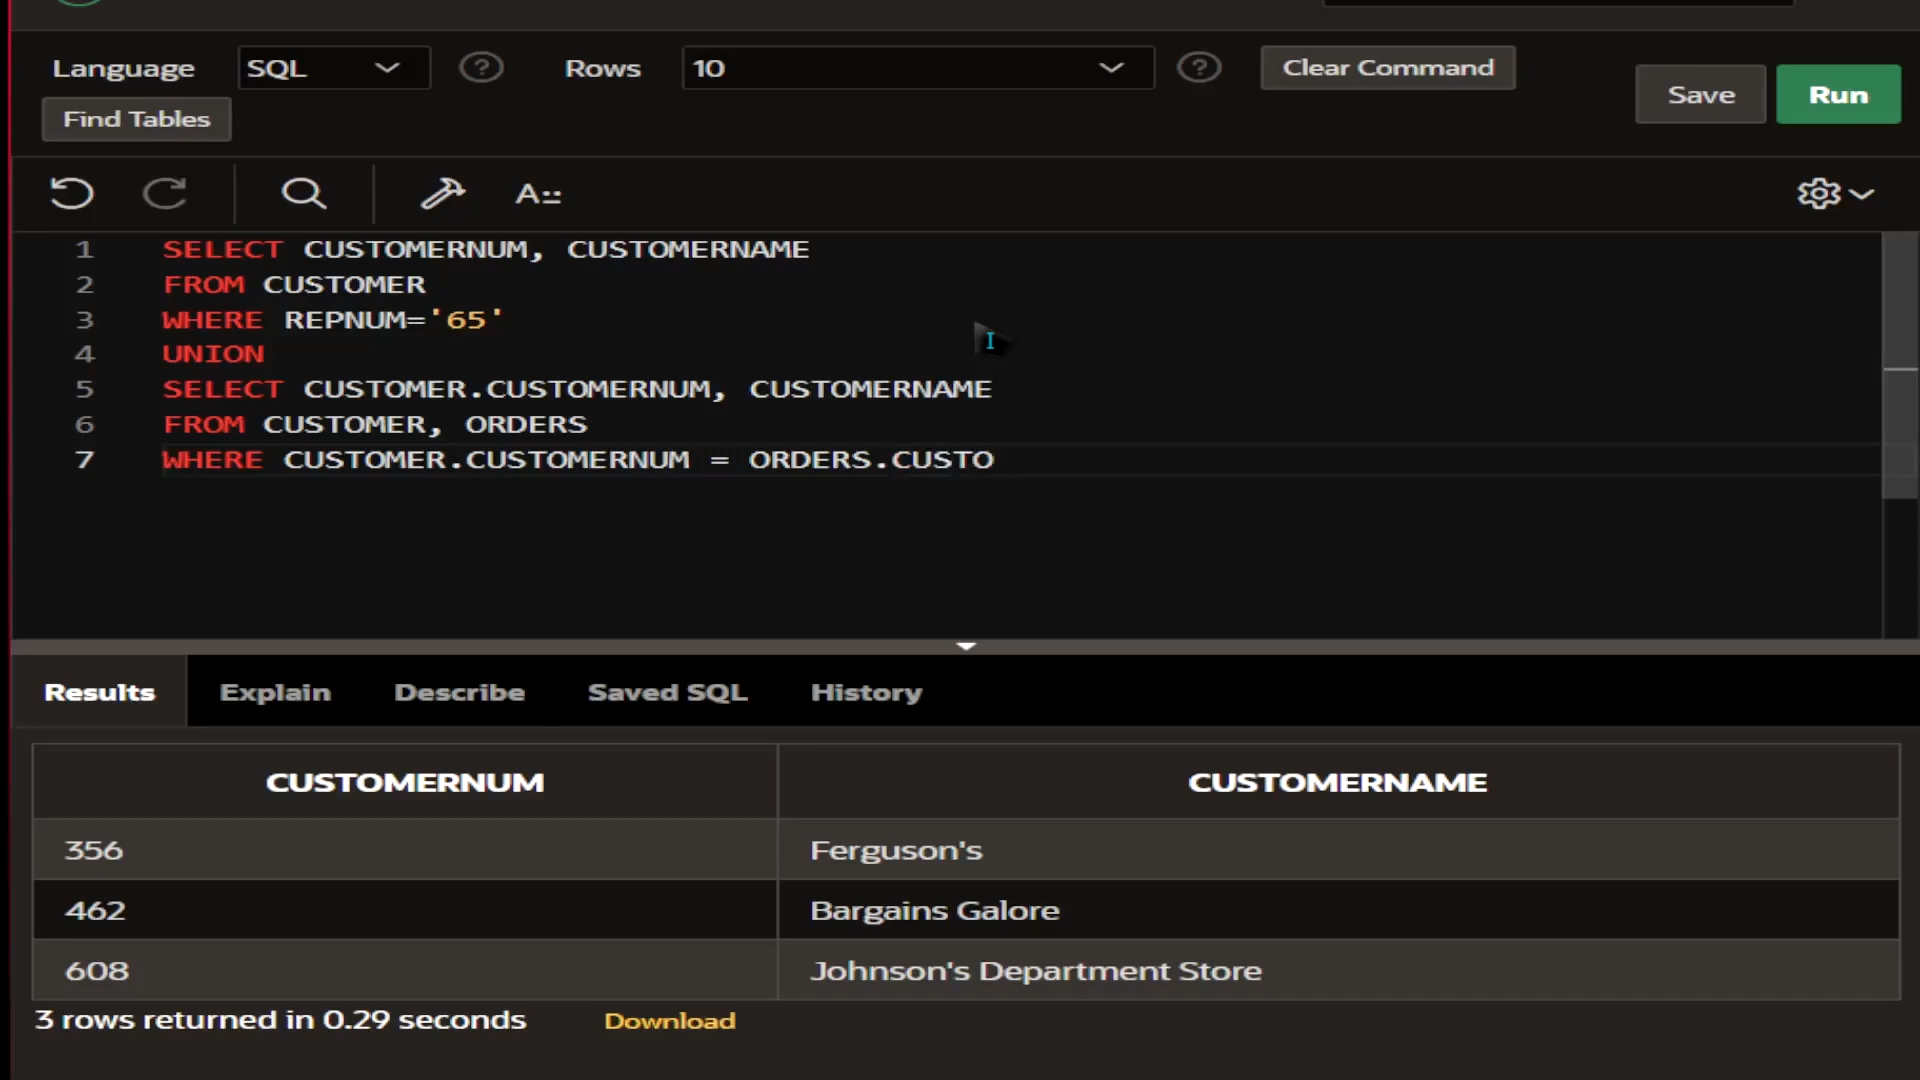 Language SQL ? Rows 10 ? Clear Command Save Run
Find Tables
A
1 SELECT CUSTOMERNUM, CUSTOMERNAME
2 FROM CUSTOMER
3 WHERE REPNUM='65'
4 UNION
5 SELECT CUSTOMER.CUSTOMERNUM, CUSTOMERNAME
6 FROM CUSTOMER, ORDERS
7 WHERE CUSTOMER.CUSTOMERNUM = ORDERS.CUSTO
Results Explain Describe Saved SQL History
CUSTOMERNUM CUSTOMERNAME
356 Ferguson's
462 Bargains Galore
608 Johnson's Department Store
3 rows returned in 0.29 seconds Download